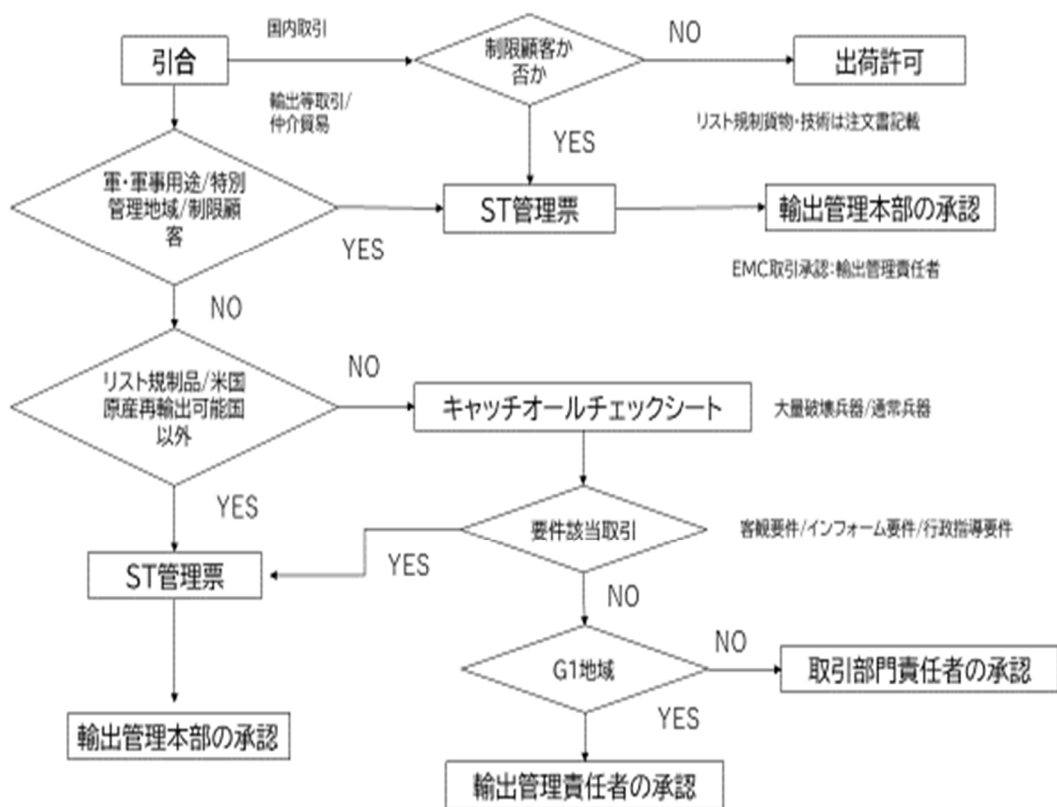 国内取引
引合
制限顧客か
否か
NO
出荷許可
輸出等取引/
仲介貿易
YES
リスト規制貨物・技術は注文書記載
軍・軍事用途/特別
管理地域/制限顧
客
YES
ST管理票
輸出管理本部の承認
EMC取引承認:輸出管理責任者
NO
リスト規制品/米国
原産再輸出可能国
以外
NO
キャッチオールチェックシート
大量破壊兵器/通常兵器
YES
要件該当取引
客観要件/インフォーム要件/行政指導要件
YES
ST管理票
NO
G1地域
NO
取引部門責任者の承認
YES
輸出管理本部の承認
輸出管理責任者の承認